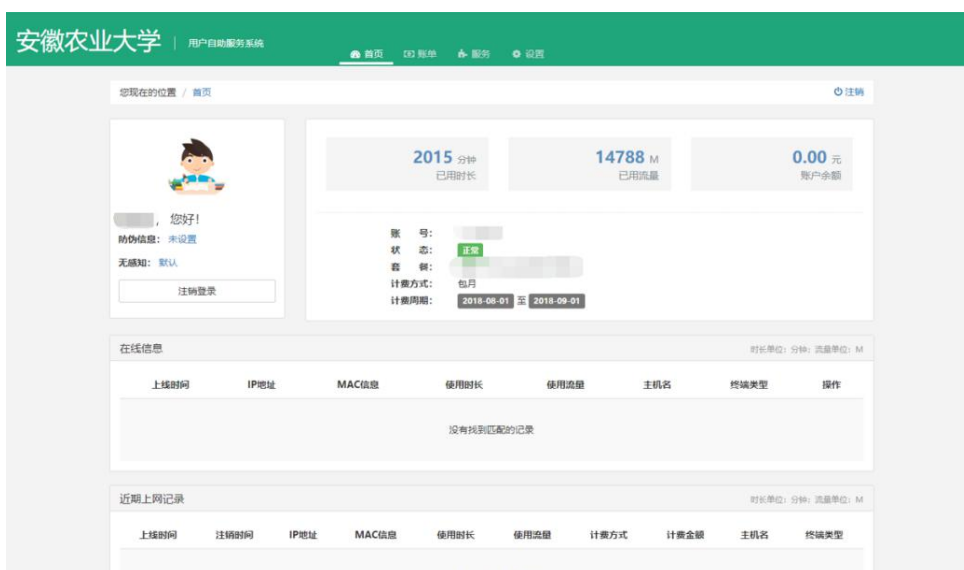 安徽农业大学 | 用户自助服务系统
首页 账单 服务 设置
您现在的位置 / 首页
注销
2015 分钟
已用时长
14788 M
已用流量
0.00 元
账户余额
, 您好!
防伪信息: 未设置
无感知: 默认
注销登录
账 号:
状 态: 正常
套 餐:
计费方式: 包月
计费周期: 2018-08-01 至 2018-09-01
在线信息
时长单位: 分钟; 流量单位: M
上线时间 IP地址 MAC信息 使用时长 使用流量 主机名 终端类型 操作
没有找到匹配的记录
近期上网记录
时长单位: 分钟; 流量单位: M
上线时间 注销时间 IP地址 MAC信息 使用时长 使用流量 计费方式 计费金额 主机名 终端类型